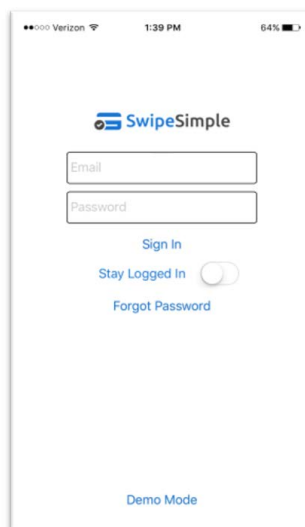 Verizon 1:39 PM 64%
SwipeSimple
Email
Password
Sign In
Stay Logged In
Forgot Password
Demo Mode